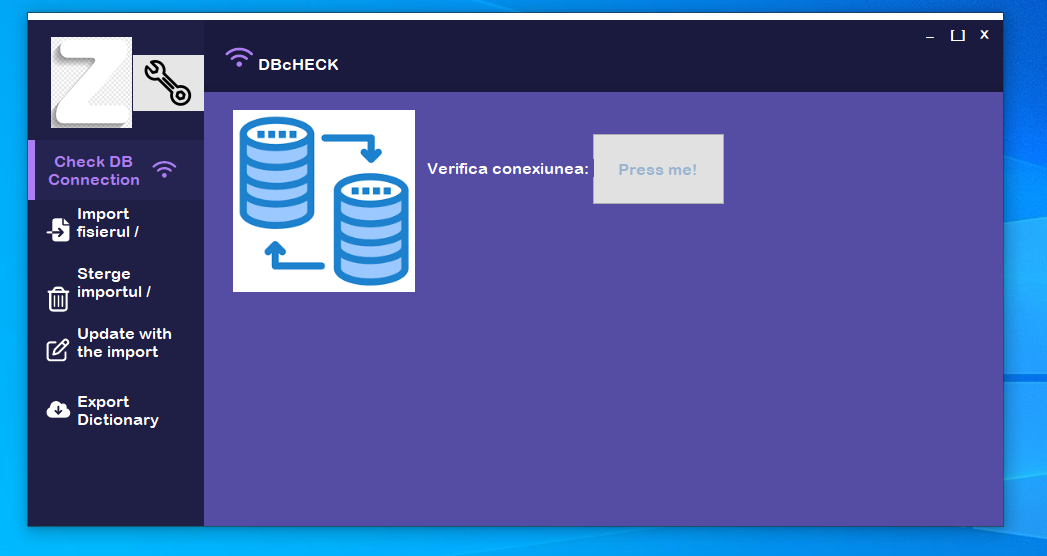 _ [ ] X
DBcHECK
Check DB
Connection
Import
fisierul /
Sterge
importul /
Update with
the import
Export
Dictionary
Verifica conexiunea:
Press me!